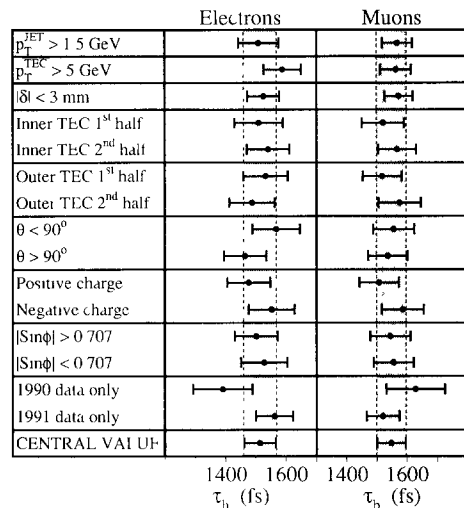 Electrons Muons
p_T^JET > 1 5 GeV
p_T^TEC > 5 GeV
|δ| < 3 mm
Inner TEC 1st half
Inner TEC 2nd half
Outer TEC 1st half
Outer TEC 2nd half
θ < 90°
θ > 90°
Positive charge
Negative charge
|Sinϕ| > 0 707
|Sinϕ| < 0 707
1990 data only
1991 data only
CENTRAL VALUE
1400 1600 1400 1600
τ_b (fs) τ_b (fs)